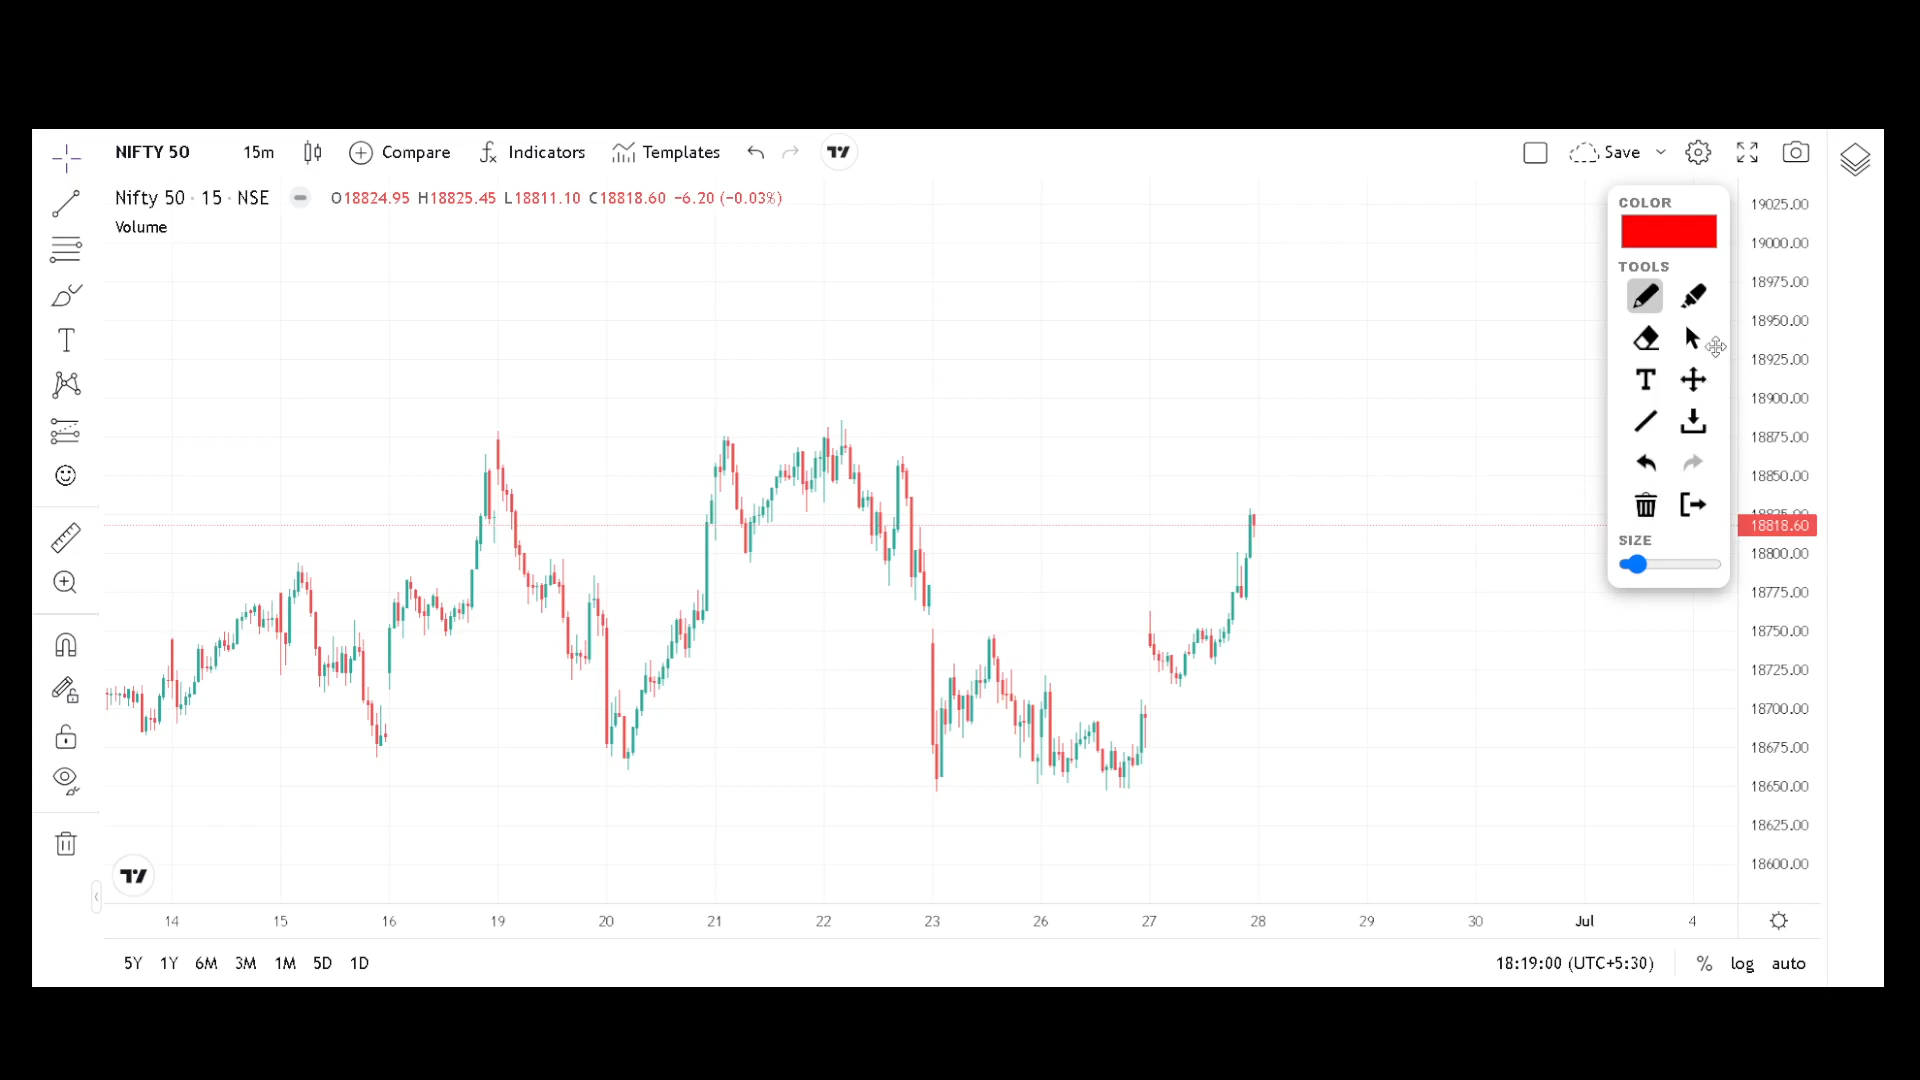 NIFTY 50 15m Compare Indicators Templates Save
Nifty 50 · 15 · NSE O18824.95 H18825.45 L18811.10 C18818.60 −6.20 (−0.03%)
Volume
COLOR
TOOLS
SIZE
19025.00
19000.00
18975.00
18950.00
18925.00
18900.00
18875.00
18850.00
18825.00
18818.60
18800.00
18775.00
18750.00
18725.00
18700.00
18675.00
18650.00
18625.00
18600.00
14 15 16 19 20 21 22 23 26 27 28 29 30 Jul 4
5Y 1Y 6M 3M 1M 5D 1D 18:19:00 (UTC+5:30) % log auto